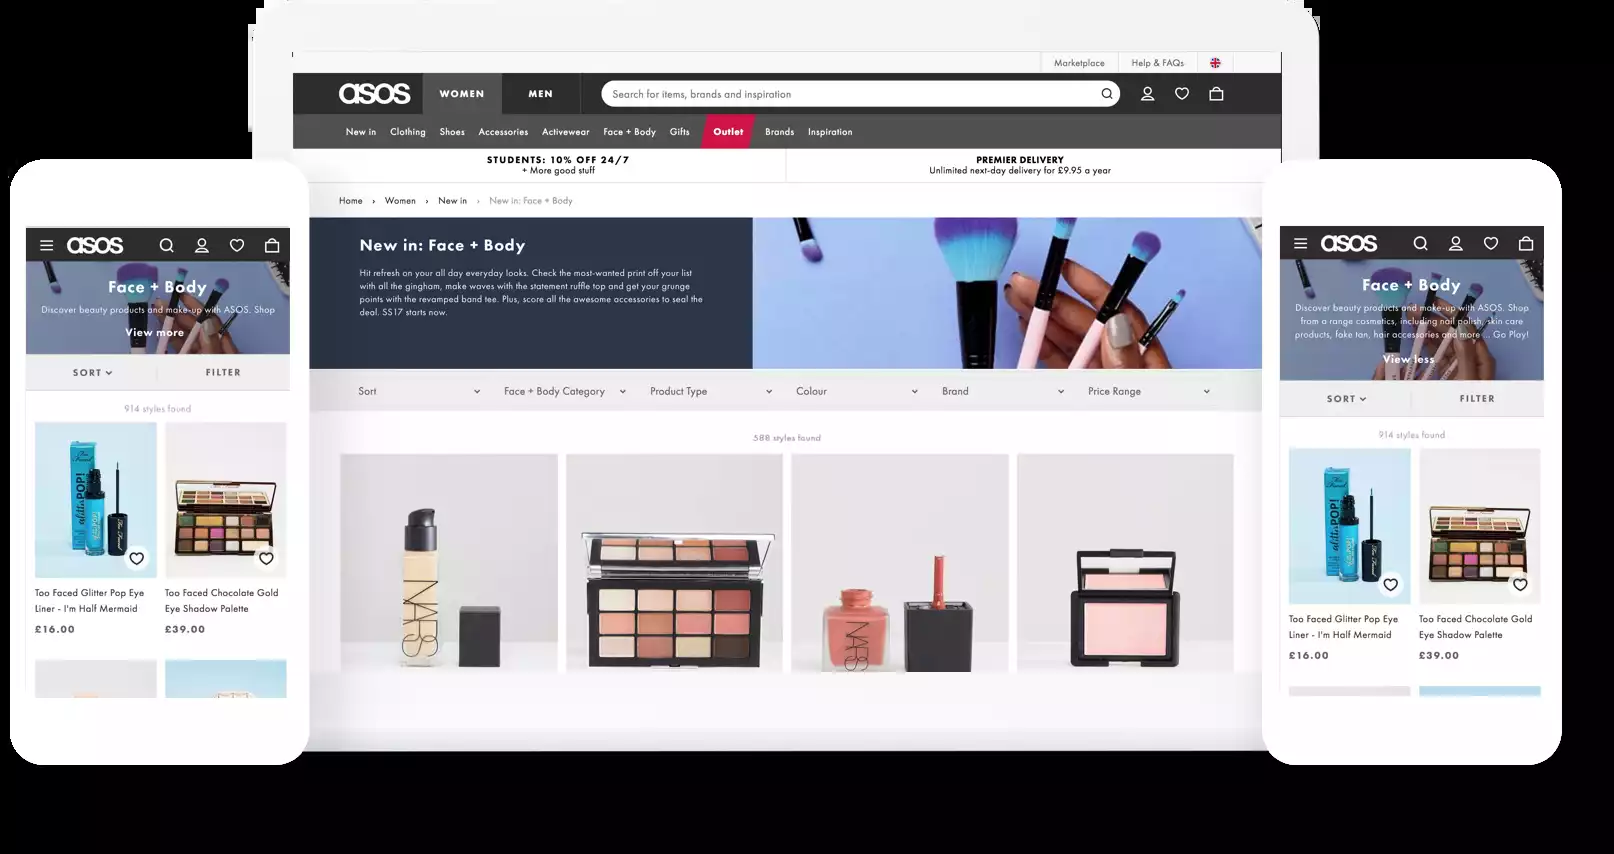 Marketplace
Help & FAQs
asos
WOMEN
MEN
Search for items, brands and inspiration
New in
Clothing
Shoes
Accessories
Activewear
Face + Body
Gifts
Outlet
Brands
Inspiration
STUDENTS: 10% OFF 24/7
+ More good stuff
PREMIER DELIVERY
Unlimited next-day delivery for £9.95 a year
Home › Women › New in › New in: Face + Body
New in: Face + Body
Hit refresh on your all day everyday looks. Check the most-wanted print off your list
with all the gingham, make waves with the statement ruffle top and get your grunge
points with the revamped band tee. Plus, score all the awesome accessories to seal the
deal. SS17 starts now.
Sort
Face + Body Category
Product Type
Colour
Brand
Price Range
588 styles found
NARS
NARS
asos
Face + Body
Discover beauty products and make-up with ASOS. Shop
View more
SORT
FILTER
914 styles found
glitter POP!
Too Faced Glitter Pop Eye
Liner - I'm Half Mermaid
£16.00
Too Faced Chocolate Gold
Eye Shadow Palette
£39.00
asos
Face + Body
Discover beauty products and make-up with ASOS. Shop
from a range cosmetics, including nail polish, skin care
products, fake tan, hair accessories and more ... Go Play!
View less
SORT
FILTER
914 styles found
glitter POP!
Too Faced Glitter Pop Eye
Liner - I'm Half Mermaid
£16.00
Too Faced Chocolate Gold
Eye Shadow Palette
£39.00